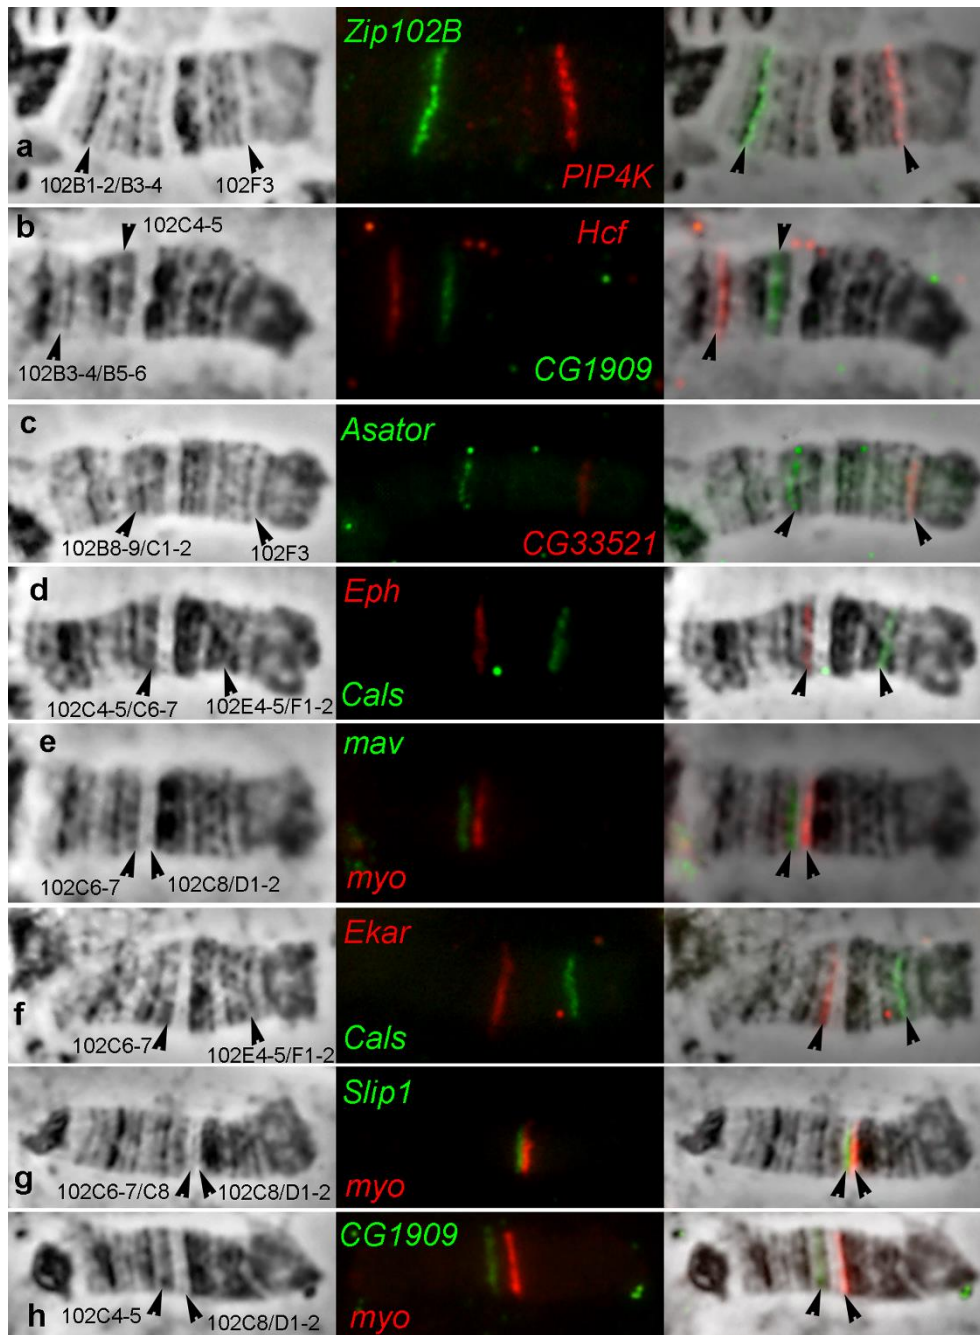 Zip102B
a
102B1-2/B3-4
102F3
PIP4K
b
102C4-5
Hcf
102B3-4/B5-6
CG1909
c
Asator
102B8-9/C1-2
102F3
CG33521
d
Eph
102C4-5/C6-7
102E4-5/F1-2
Cals
e
mav
102C6-7
102C8/D1-2
myo
Ekar
f
102C6-7
102E4-5/F1-2
Cals
Slip1
g
102C6-7/C8
102C8/D1-2
myo
CG1909
h
102C4-5
102C8/D1-2
myo